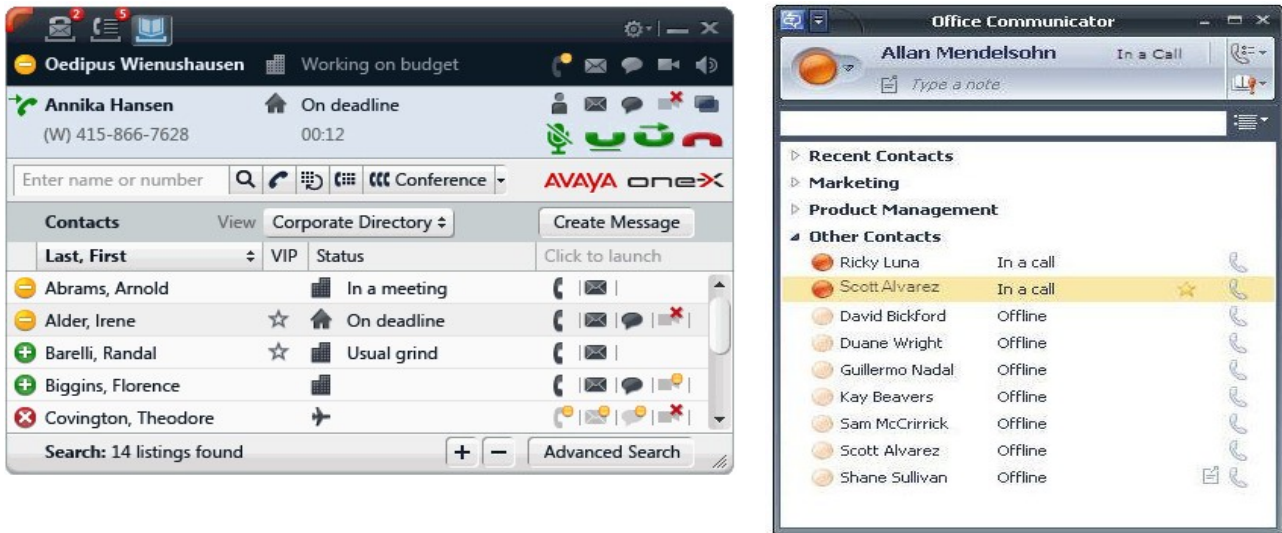 2 5
Oedipus Wienushausen Working on budget
Annika Hansen On deadline
(W) 415-866-7628 00:12
Enter name or number Conference AVAYA one-X
Contacts View Corporate Directory Create Message
Last, First VIP Status Click to launch
Abrams, Arnold In a meeting
Alder, Irene On deadline
Barelli, Randal Usual grind
Biggins, Florence
Covington, Theodore
Search: 14 listings found + − Advanced Search
Office Communicator
Allan Mendelsohn In a Call
Type a note
Recent Contacts
Marketing
Product Management
Other Contacts
Ricky Luna In a call
Scott Alvarez In a call
David Bickford Offline
Duane Wright Offline
Guillermo Nadal Offline
Kay Beavers Offline
Sam McCrirrick Offline
Scott Alvarez Offline
Shane Sullivan Offline